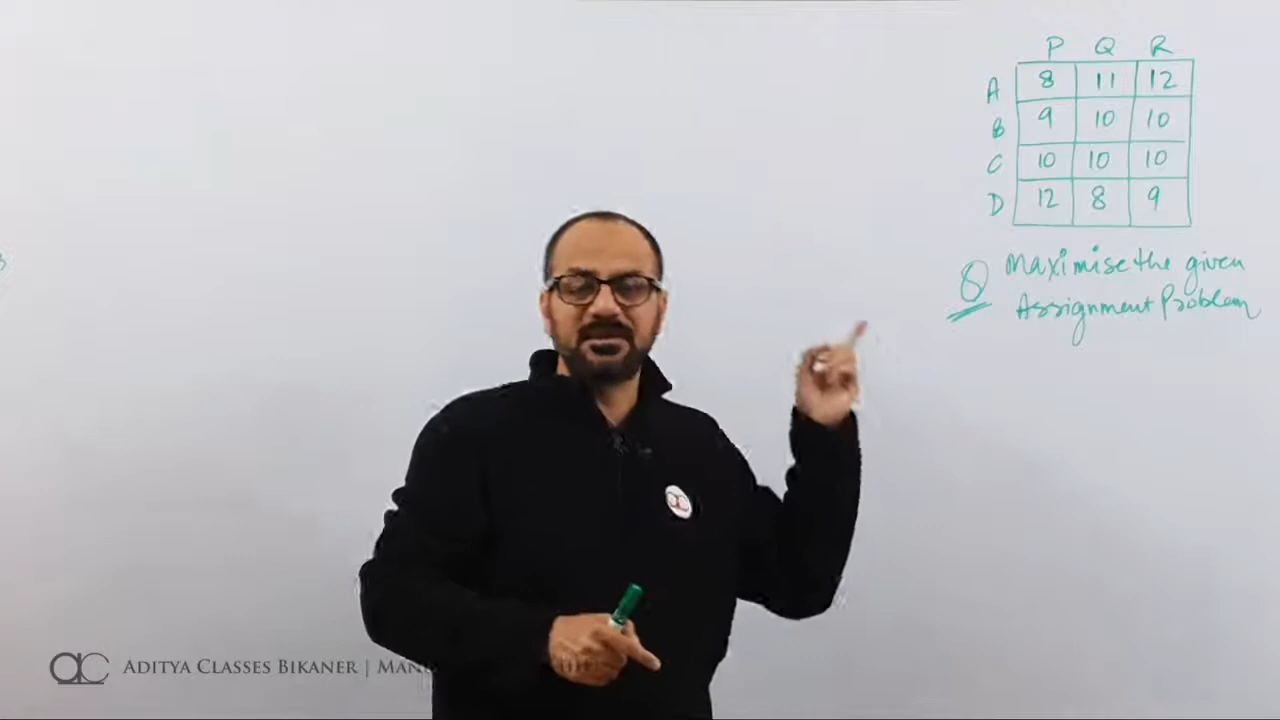 P Q R
A 8 11 12
B 9 10 10
C 10 10 10
D 12 8 9
Q Maximise the given
Assignment Problem
ac ADITYA CLASSES BIKANER |